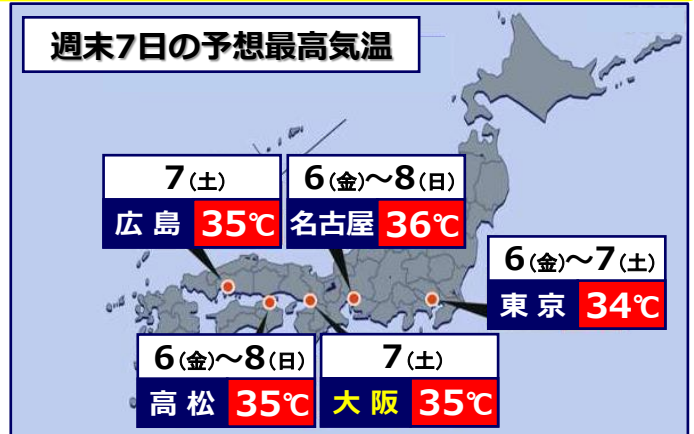 週末7日の予想最高気温
7(土)
広島 35℃
6(金)～8(日)
名古屋 36℃
6(金)～7(土)
東京 34℃
6(金)～8(日)
高松 35℃
7(土)
大阪 35℃